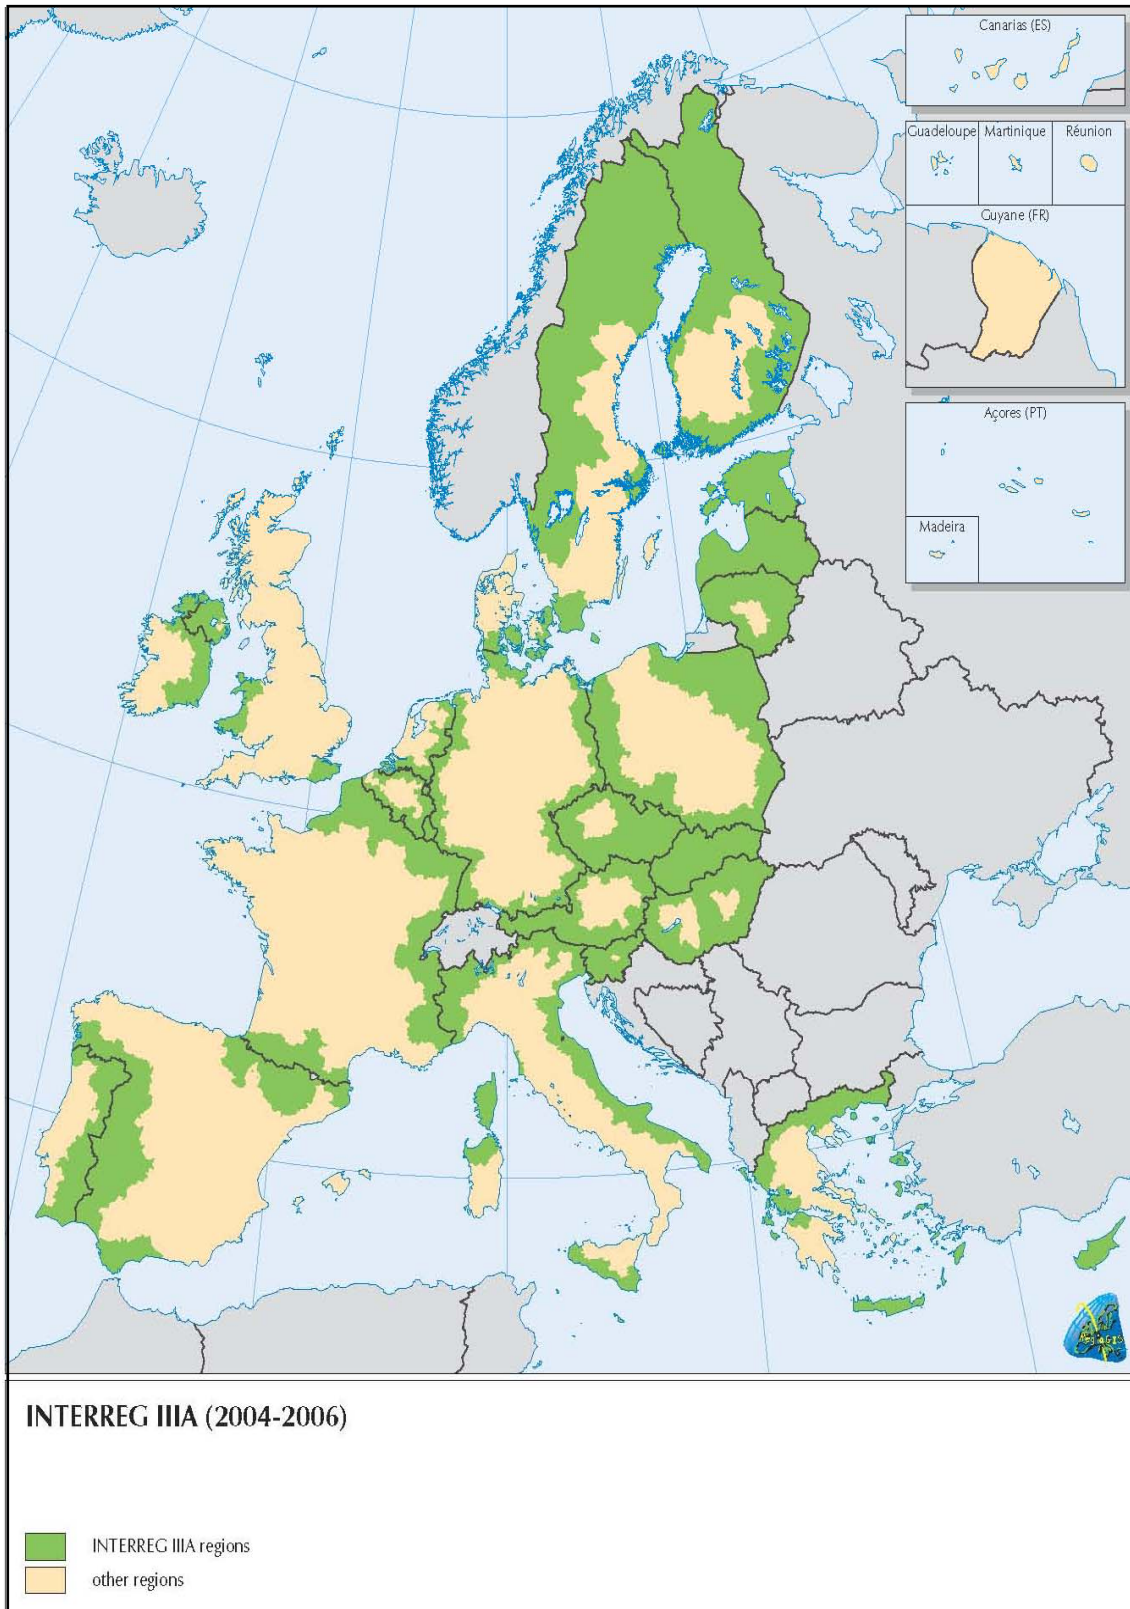 Canarias (ES)
Guadeloupe
Martinique
Réunion
Guyane (FR)
Açores (PT)
Madeira
RegioGIS
INTERREG IIIA (2004-2006)
INTERREG IIIA regions
other regions